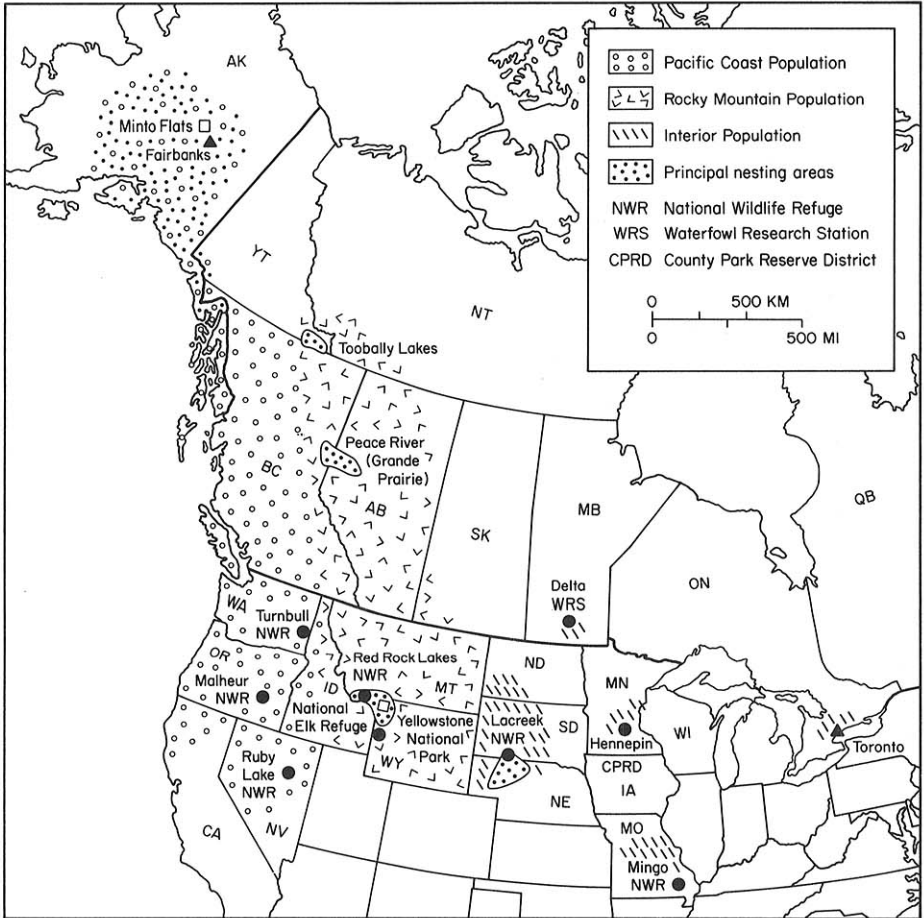 AK
Minto Flats
Fairbanks
YT
NT
Toobally Lakes
Peace River
(Grande
Prairie)
BC
AB
SK
MB
QB
ON
Delta
WRS
WA
Turnbull
NWR
OR
Malheur
NWR
ID
Red Rock Lakes
NWR
MT
National
Elk Refuge
Yellowstone
National
Park
WY
ND
Lacreek
NWR
SD
NE
MN
Hennepin
CPRD
WI
IA
Toronto
Ruby
Lake
NWR
CA
NV
MO
Mingo
NWR
Pacific Coast Population
Rocky Mountain Population
Interior Population
Principal nesting areas
NWR National Wildlife Refuge
WRS Waterfowl Research Station
CPRD County Park Reserve District
0 500 KM
0 500 MI